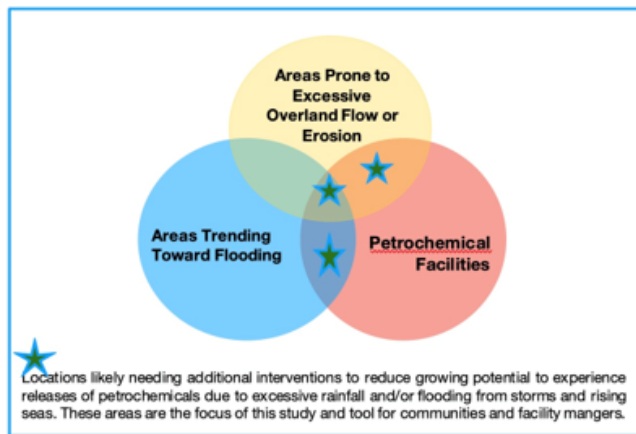 Areas Prone to
Excessive
Overland Flow or
Erosion
Areas Trending
Toward Flooding
Petrochemical
Facilities
Locations likely needing additional interventions to reduce growing potential to experience
releases of petrochemicals due to excessive rainfall and/or flooding from storms and rising
seas. These areas are the focus of this study and tool for communities and facility mangers.